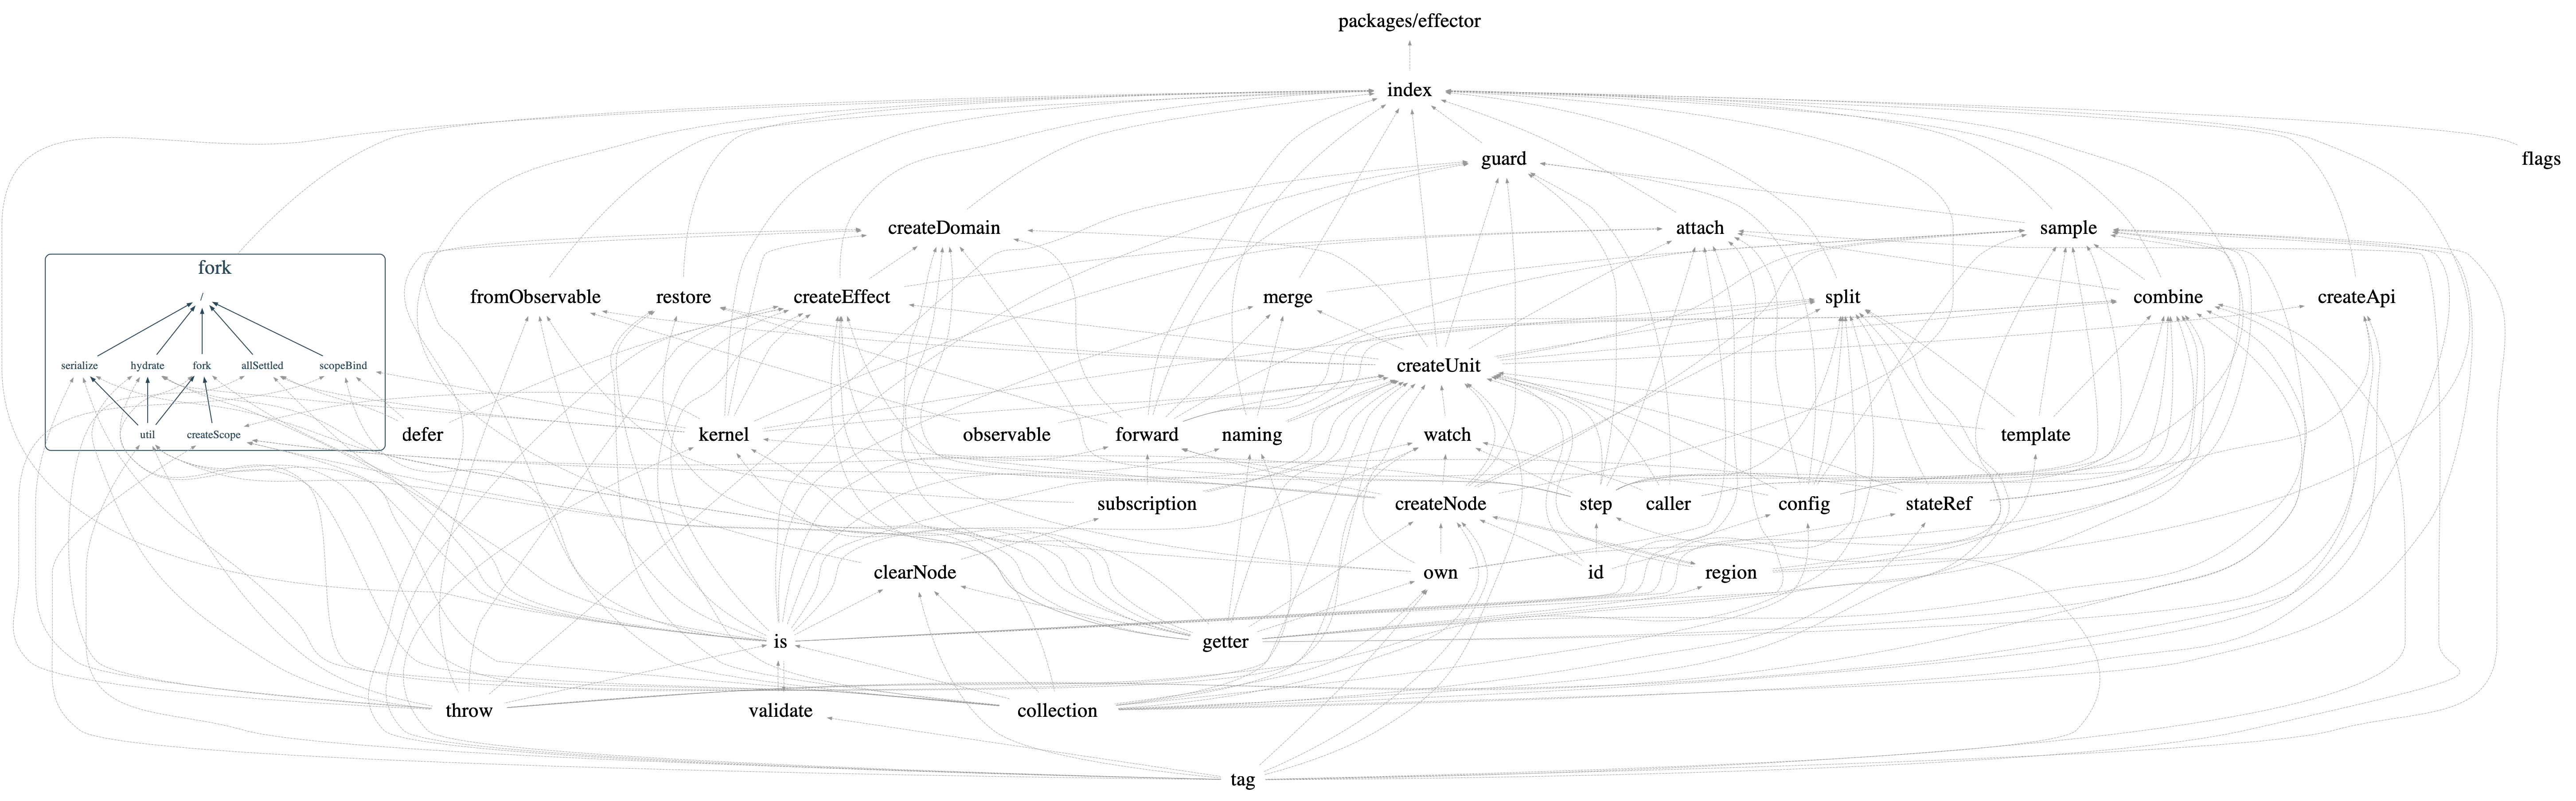 packages/effector
index
guard
flags
createDomain
attach
sample
fork
/
fromObservable
restore
createEffect
merge
split
combine
createApi
serialize
hydrate
fork
allSettled
scopeBind
createUnit
util
createScope
defer
kernel
observable
forward
naming
watch
template
subscription
createNode
step
caller
config
stateRef
clearNode
own
id
region
is
getter
throw
validate
collection
tag